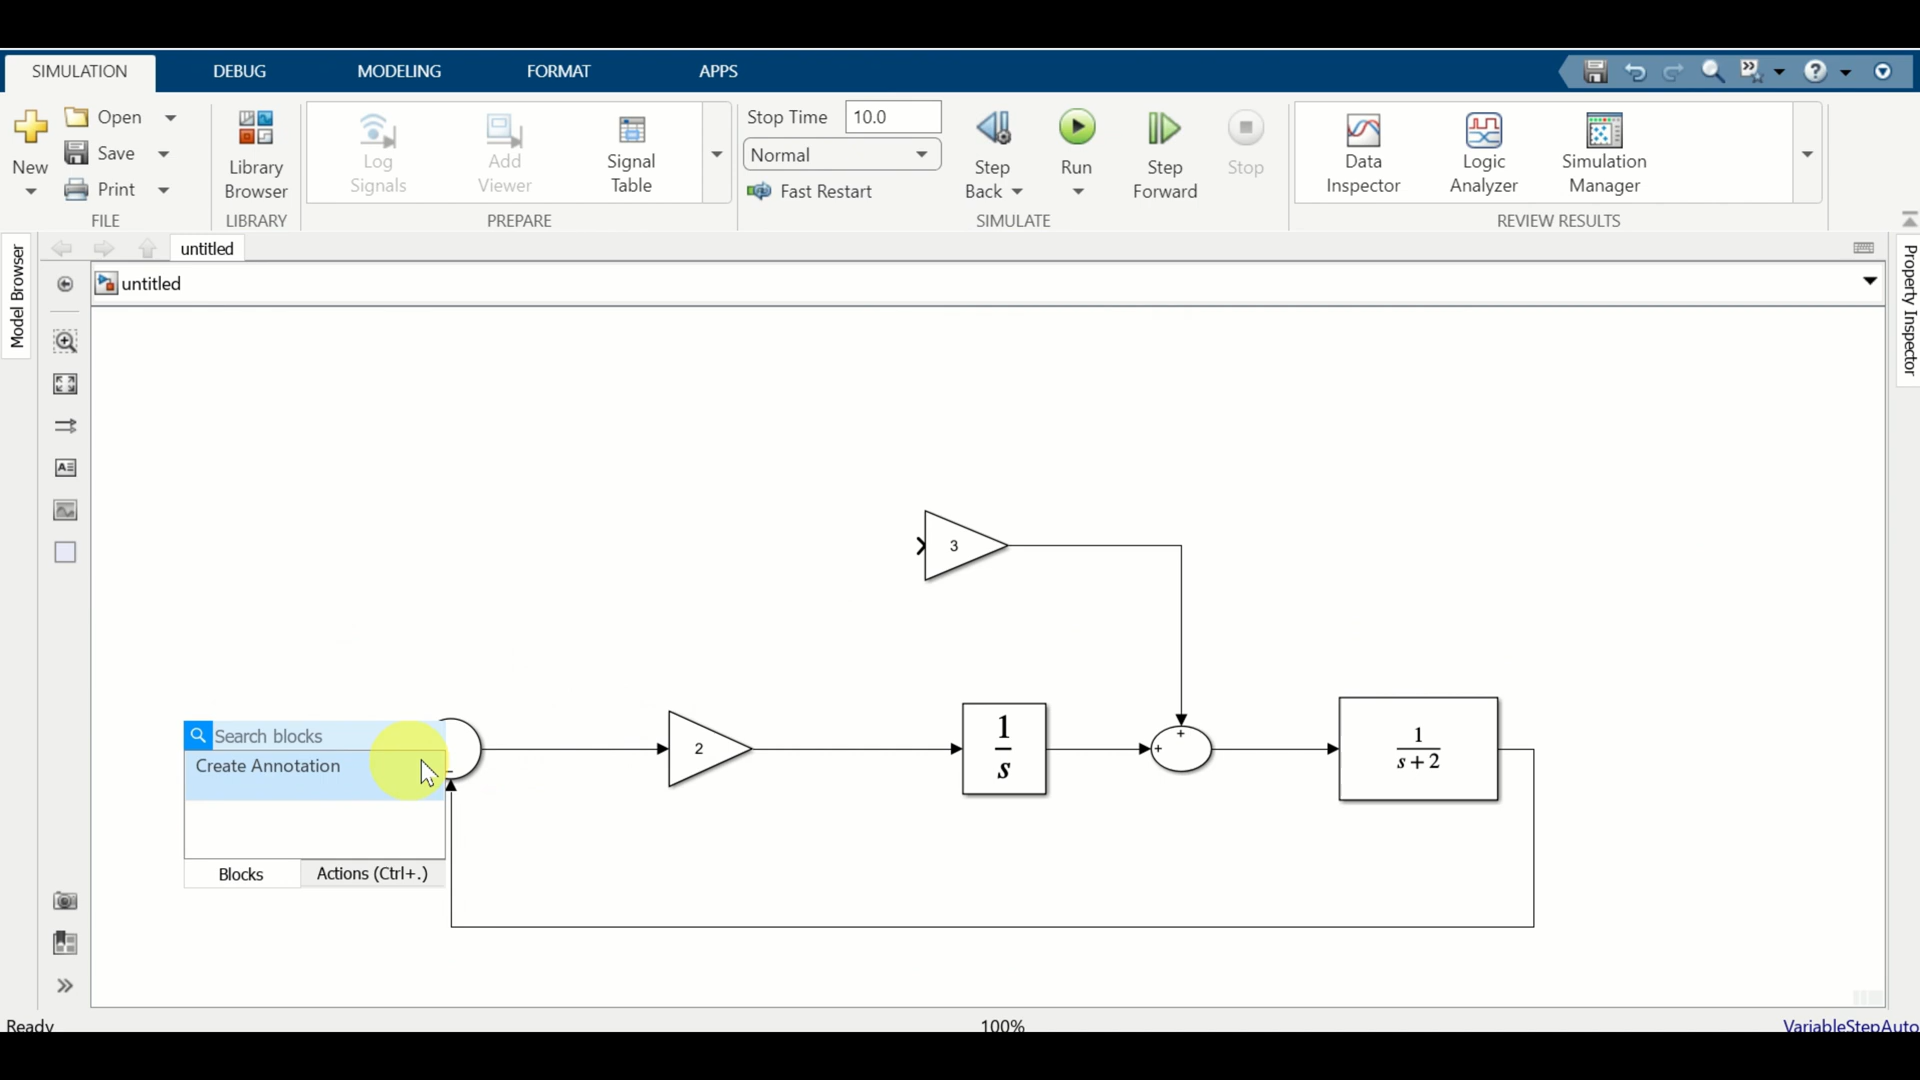 SIMULATION DEBUG MODELING FORMAT APPS
New
Open
Save
Print
FILE
Library Browser
LIBRARY
Log Signals
Add Viewer
Signal Table
PREPARE
Stop Time 10.0
Normal
Fast Restart
Step Back
Run
Step Forward
Stop
SIMULATE
Data Inspector
Logic Analyzer
Simulation Manager
REVIEW RESULTS
Model Browser
untitled
untitled
Property Inspector
3
Search blocks
Create Annotation
Blocks Actions (Ctrl+.)
-
2
1
s
+
+
1
s + 2
Ready 100% VariableStepAuto